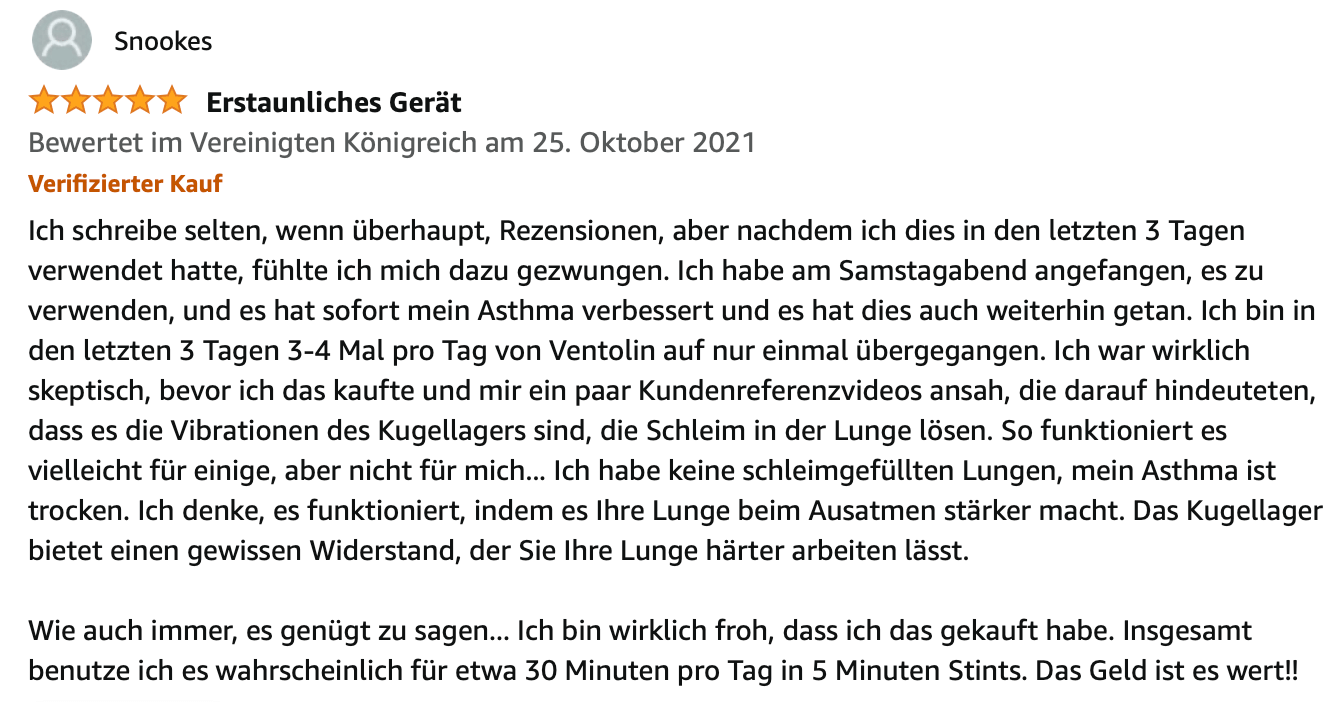 Snookes
Erstaunliches Gerät
Bewertet im Vereinigten Königreich am 25. Oktober 2021
Verifizierter Kauf
Ich schreibe selten, wenn überhaupt, Rezensionen, aber nachdem ich dies in den letzten 3 Tagen
verwendet hatte, fühlte ich mich dazu gezwungen. Ich habe am Samstagabend angefangen, es zu
verwenden, und es hat sofort mein Asthma verbessert und es hat dies auch weiterhin getan. Ich bin in
den letzten 3 Tagen 3-4 Mal pro Tag von Ventolin auf nur einmal übergegangen. Ich war wirklich
skeptisch, bevor ich das kaufte und mir ein paar Kundenreferenzvideos ansah, die darauf hindeuteten,
dass es die Vibrationen des Kugellagers sind, die Schleim in der Lunge lösen. So funktioniert es
vielleicht für einige, aber nicht für mich... Ich habe keine schleimgefüllten Lungen, mein Asthma ist
trocken. Ich denke, es funktioniert, indem es Ihre Lunge beim Ausatmen stärker macht. Das Kugellager
bietet einen gewissen Widerstand, der Sie Ihre Lunge härter arbeiten lässt.
Wie auch immer, es genügt zu sagen... Ich bin wirklich froh, dass ich das gekauft habe. Insgesamt
benutze ich es wahrscheinlich für etwa 30 Minuten pro Tag in 5 Minuten Stints. Das Geld ist es wert!!